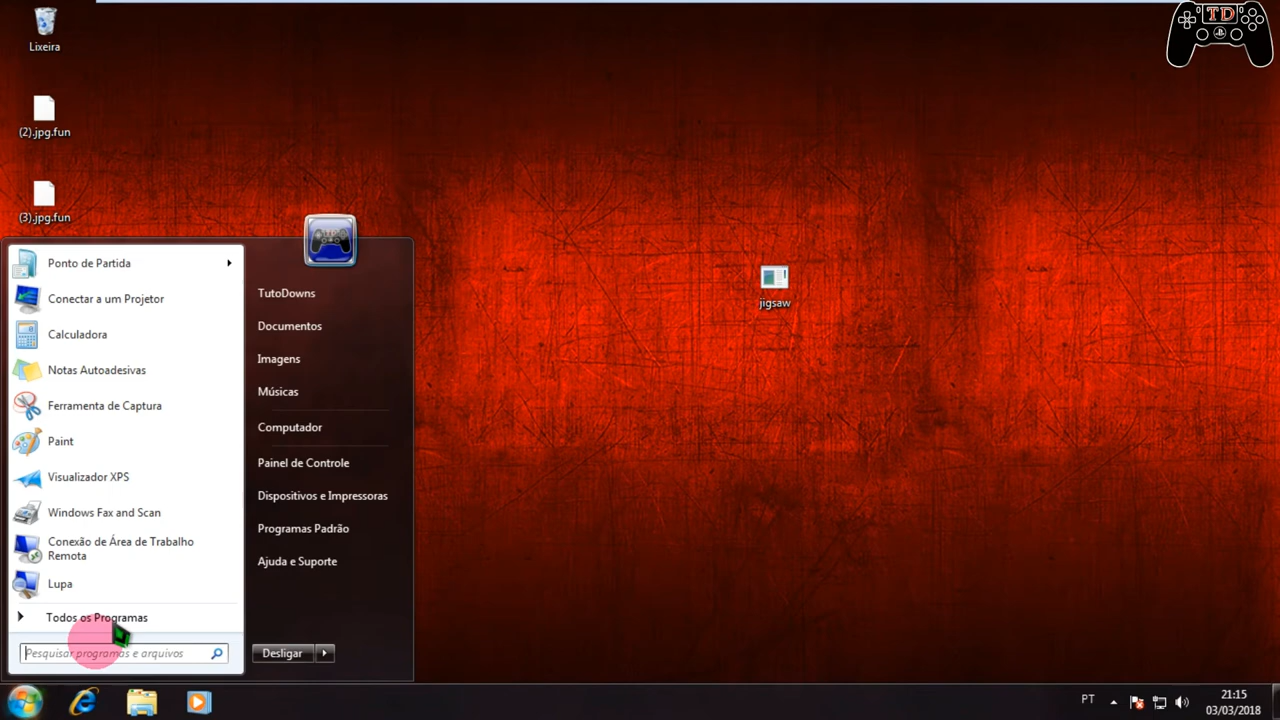 TD
Lixeira
(2).jpg.fun
(3).jpg.fun
jigsaw
Ponto de Partida
Conectar a um Projetor
Calculadora
Notas Autoadesivas
Ferramenta de Captura
Paint
Visualizador XPS
Windows Fax and Scan
Conexão de Área de Trabalho
Remota
Lupa
Todos os Programas
Pesquisar programas e arquivos
TutoDowns
Documentos
Imagens
Músicas
Computador
Painel de Controle
Dispositivos e Impressoras
Programas Padrão
Ajuda e Suporte
Desligar
PT
21:15
03/03/2018